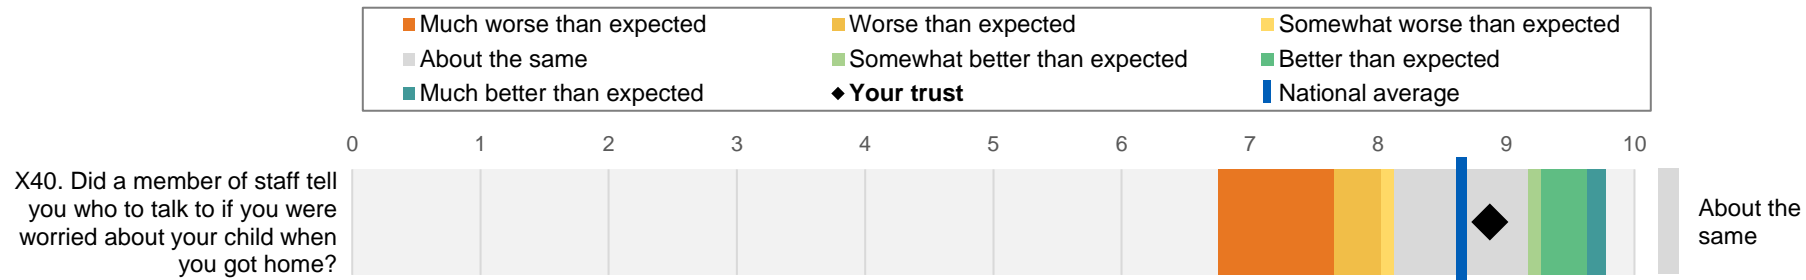 Much worse than expected
Worse than expected
Somewhat worse than expected
About the same
Somewhat better than expected
Better than expected
Much better than expected
Your trust
National average
0 1 2 3 4 5 6 7 8 9 10
X40. Did a member of staff tell
you who to talk to if you were
worried about your child when
you got home?
About the
same